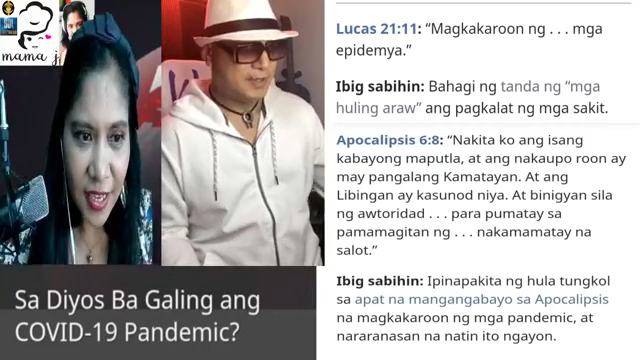 mama j
Sa Diyos Ba Galing ang
COVID-19 Pandemic?
Lucas 21:11: “Magkakaroon ng . . . mga
epidemya.”
Ibig sabihin: Bahagi ng tanda ng “mga
huling araw” ang pagkalat ng mga sakit.
Apocalipsis 6:8: “Nakita ko ang isang
kabayong maputla, at ang nakaupo roon ay
may pangalang Kamatayan. At ang
Libingan ay kasunod niya. At binigyan sila
ng awtoridad . . . para pumatay sa
pamamagitan ng . . . nakamamatay na
salot.”
Ibig sabihin: Ipinapakita ng hula tungkol
sa apat na mangangabayo sa Apocalipsis
na magkakaroon ng mga pandemic, at
nararanasan na natin ito ngayon.